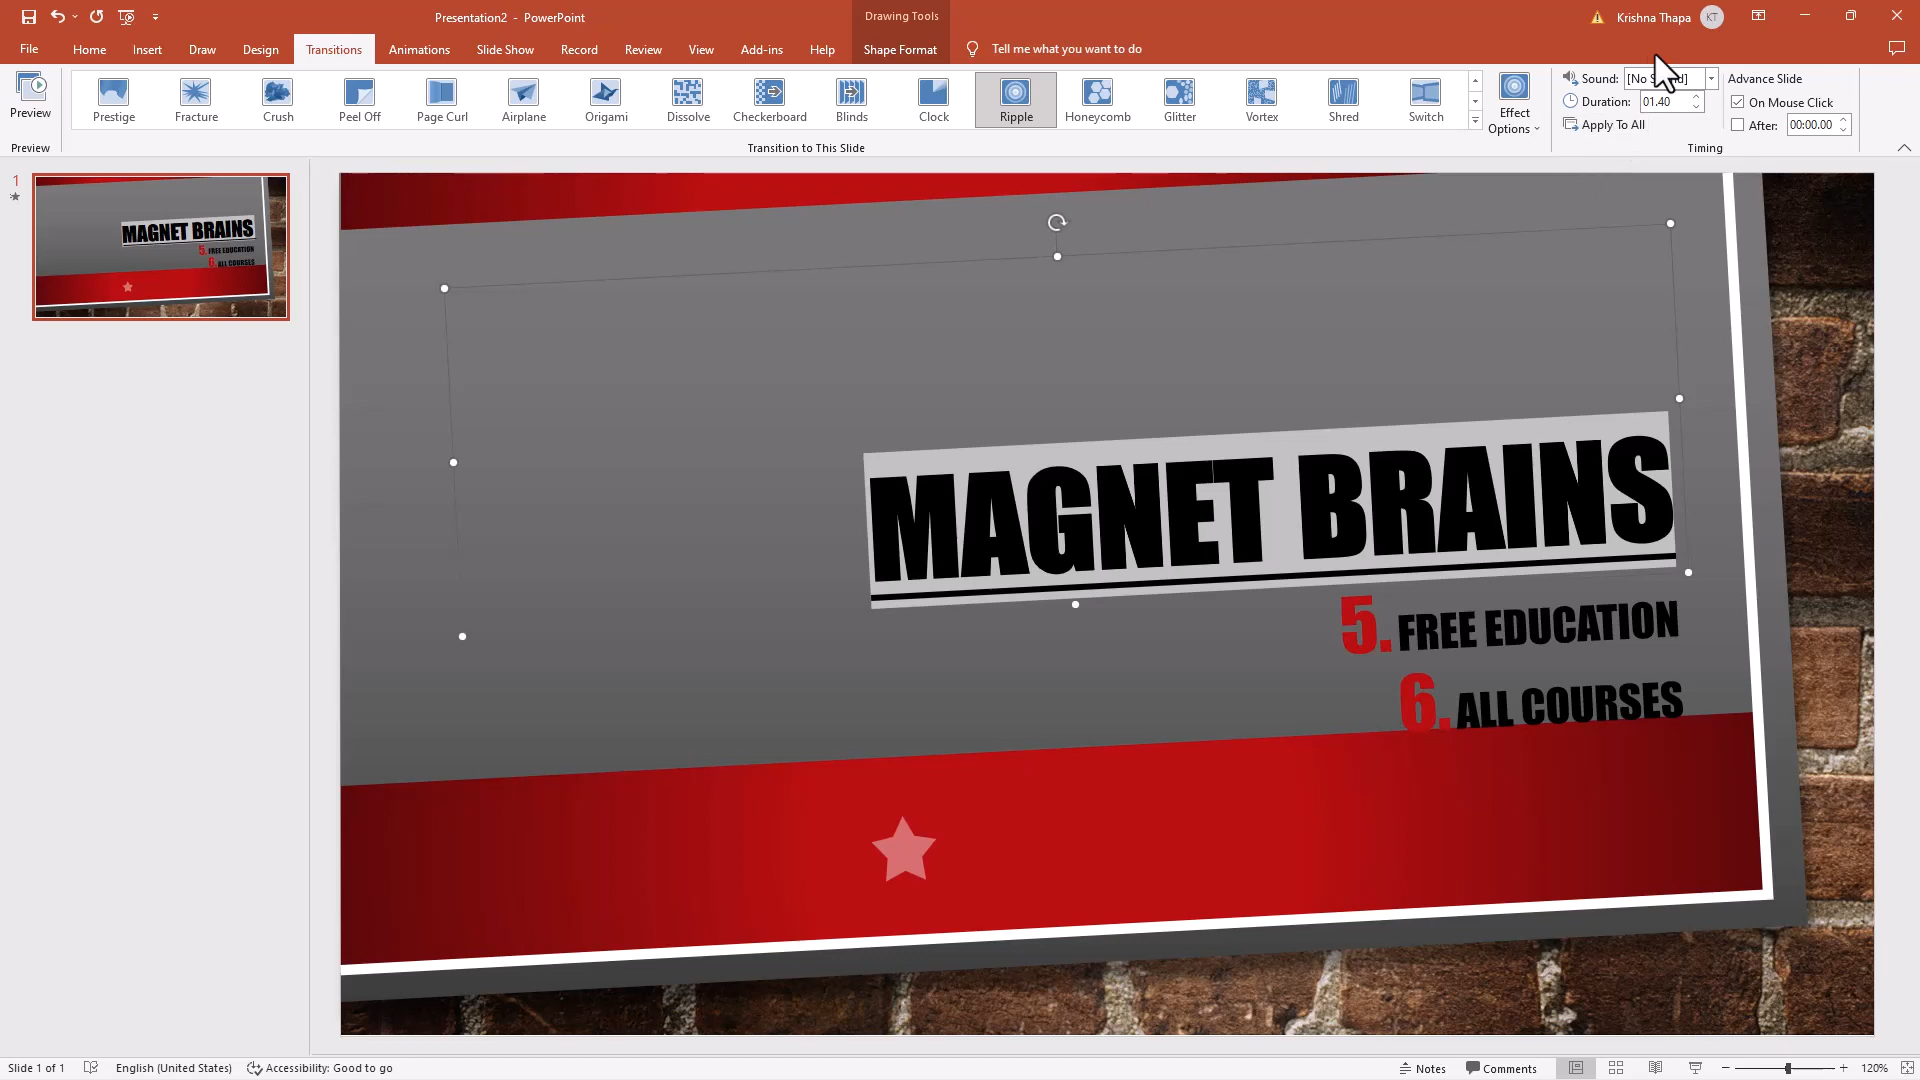 Presentation2 - PowerPoint
Drawing Tools
Krishna Thapa
KT
File
Home
Insert
Draw
Design
Transitions
Animations
Slide Show
Record
Review
View
Add-ins
Help
Shape Format
Tell me what you want to do
Preview
Prestige
Fracture
Crush
Peel Off
Page Curl
Airplane
Origami
Dissolve
Checkerboard
Blinds
Clock
Ripple
Honeycomb
Glitter
Vortex
Shred
Switch
Effect
Options
Sound:
Duration: 01.40
Apply To All
Advance Slide
On Mouse Click
After: 00:00.00
Preview
Transition to This Slide
Timing
1
MAGNET BRAINS
5. FREE EDUCATION
6. ALL COURSES
MAGNET BRAINS
5. FREE EDUCATION
6. ALL COURSES
Slide 1 of 1
English (United States)
Accessibility: Good to go
Notes
Comments
120%